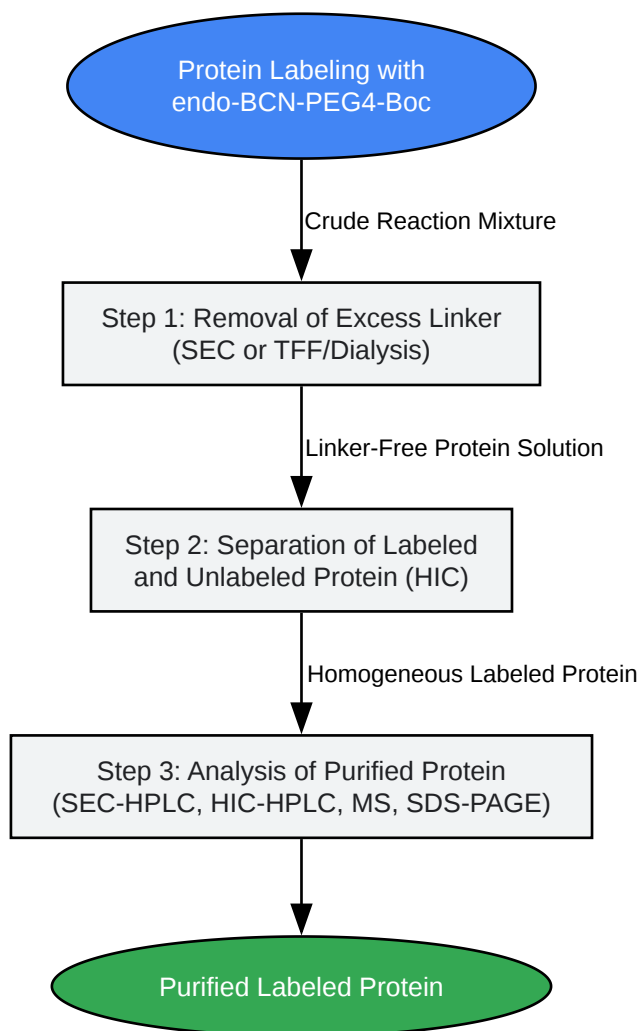 Protein Labeling with
endo-BCN-PEG4-Boc
Crude Reaction Mixture
Step 1: Removal of Excess Linker
(SEC or TFF/Dialysis)
Linker-Free Protein Solution
Step 2: Separation of Labeled
and Unlabeled Protein (HIC)
Homogeneous Labeled Protein
Step 3: Analysis of Purified Protein
(SEC-HPLC, HIC-HPLC, MS, SDS-PAGE)
Purified Labeled Protein